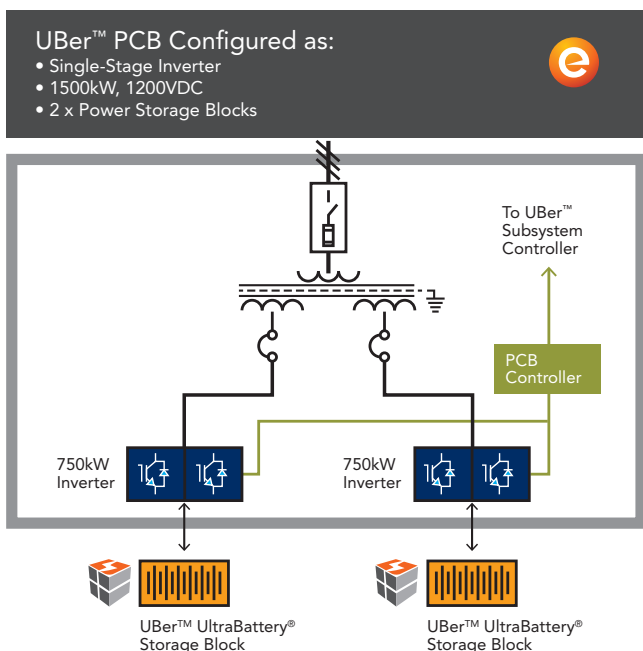 UBer™ PCB Configured as:
• Single-Stage Inverter
• 1500kW, 1200VDC
• 2 x Power Storage Blocks
e
To UBer™
Subsystem
Controller
PCB
Controller
750kW
Inverter
750kW
Inverter
UBer™ UltraBattery®
Storage Block
UBer™ UltraBattery®
Storage Block